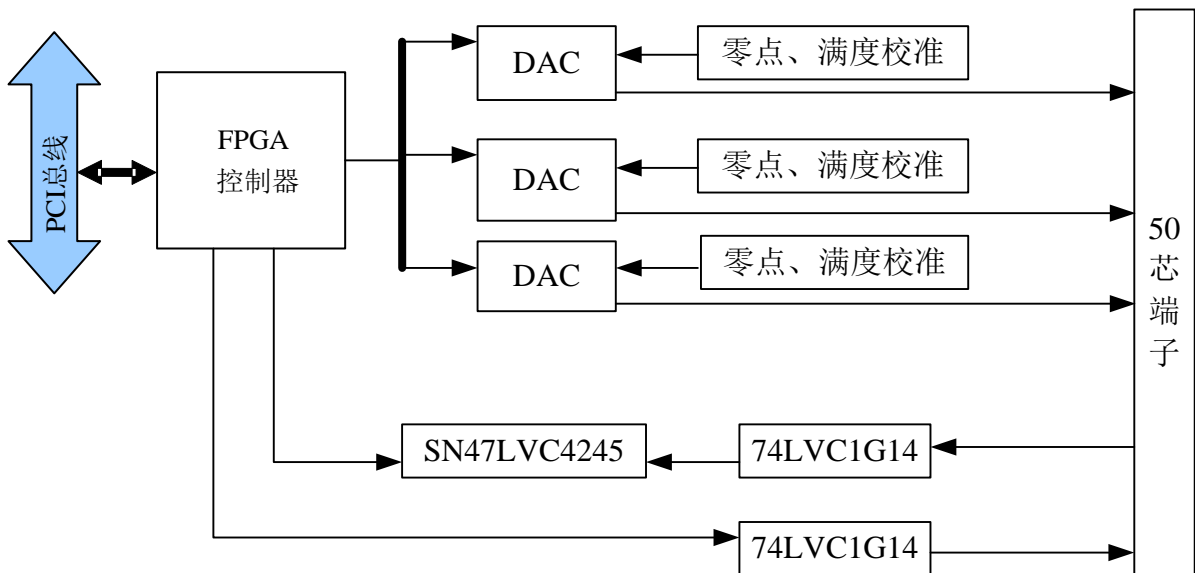 PCI总线
FPGA
控制器
DAC
零点、满度校准
DAC
零点、满度校准
DAC
零点、满度校准
50
芯
端
子
SN47LVC4245
74LVC1G14
74LVC1G14